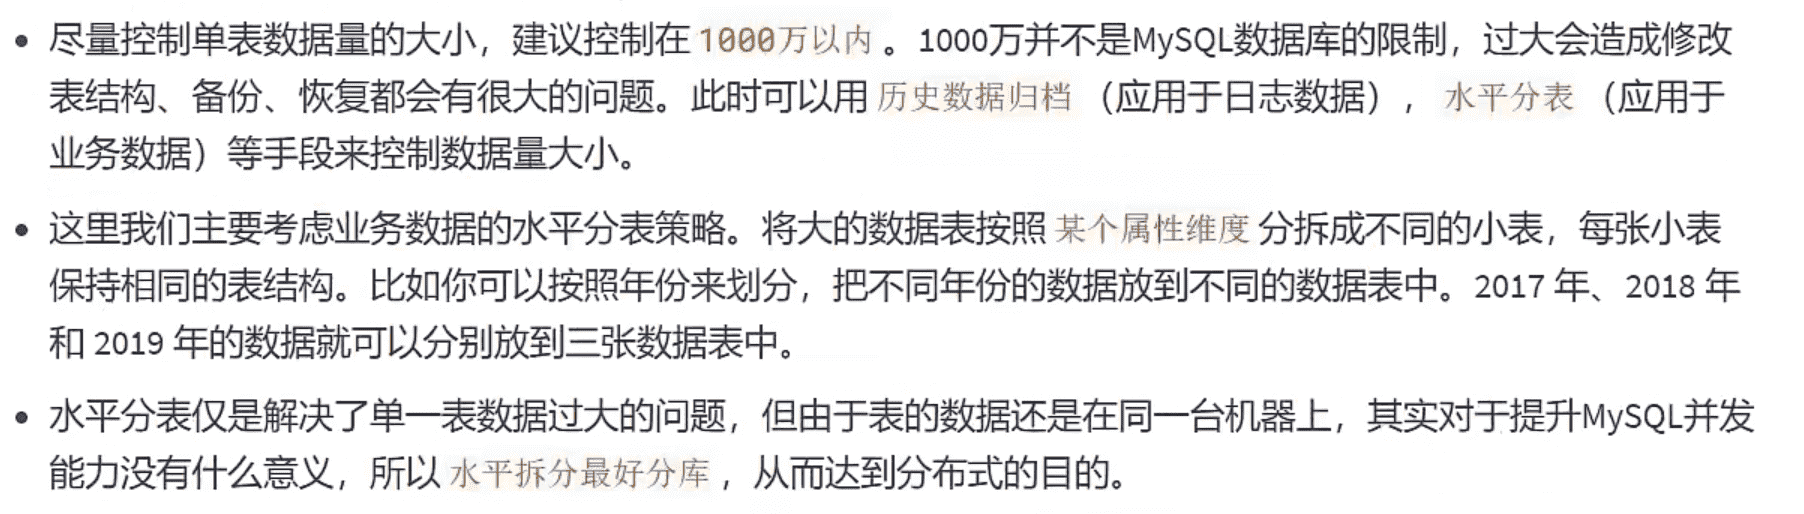 • 尽量控制单表数据量的大小，建议控制在 1000万以内 。1000万并不是MySQL数据库的限制，过大会造成修改
表结构、备份、恢复都会有很大的问题。此时可以用 历史数据归档 （应用于日志数据）， 水平分表 （应用于
业务数据）等手段来控制数据量大小。
• 这里我们主要考虑业务数据的水平分表策略。将大的数据表按照 某个属性维度 分拆成不同的小表，每张小表
保持相同的表结构。比如你可以按照年份来划分，把不同年份的数据放到不同的数据表中。2017 年、2018 年
和 2019 年的数据就可以分别放到三张数据表中。
• 水平分表仅是解决了单一表数据过大的问题，但由于表的数据还是在同一台机器上，其实对于提升MySQL并发
能力没有什么意义，所以 水平拆分最好分库 ，从而达到分布式的目的。